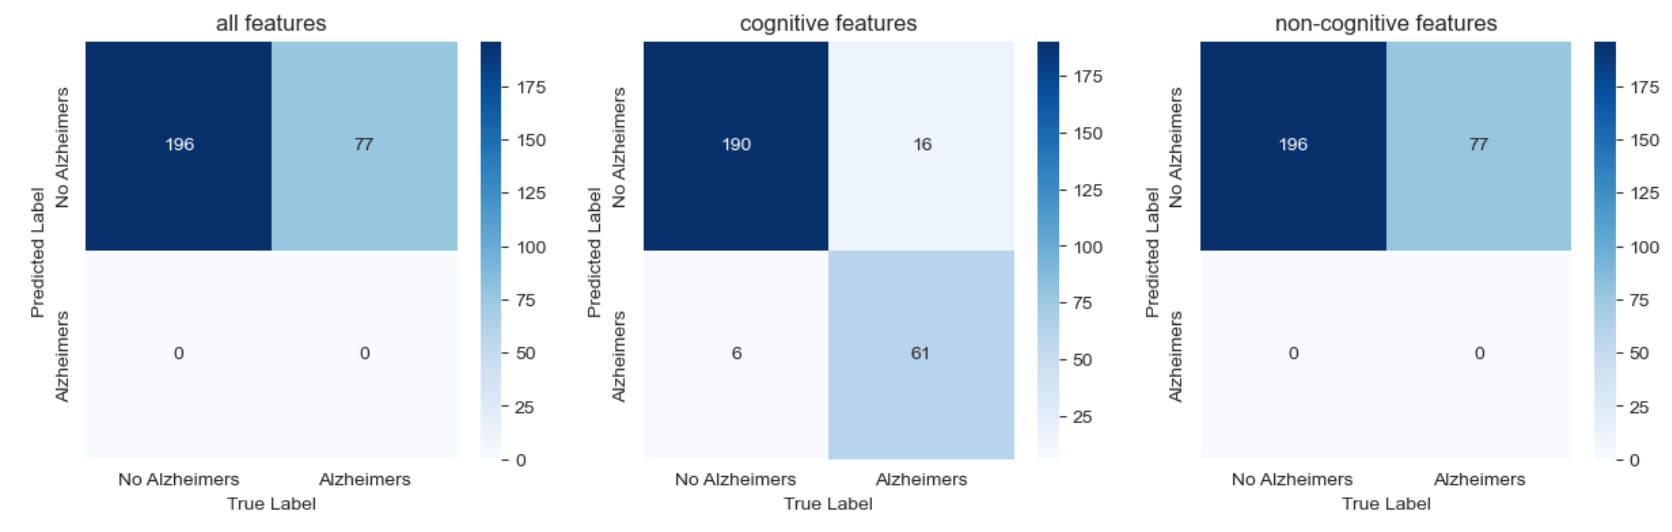 all features
No Alzheimers
Alzheimers
Predicted Label
196
77
0
0
No Alzheimers
Alzheimers
True Label
175
150
125
100
75
50
25
0
cognitive features
No Alzheimers
Alzheimers
Predicted Label
190
16
6
61
No Alzheimers
Alzheimers
True Label
175
150
125
100
75
50
25
non-cognitive features
No Alzheimers
Alzheimers
Predicted Label
196
77
0
0
No Alzheimers
Alzheimers
True Label
175
150
125
100
75
50
25
0